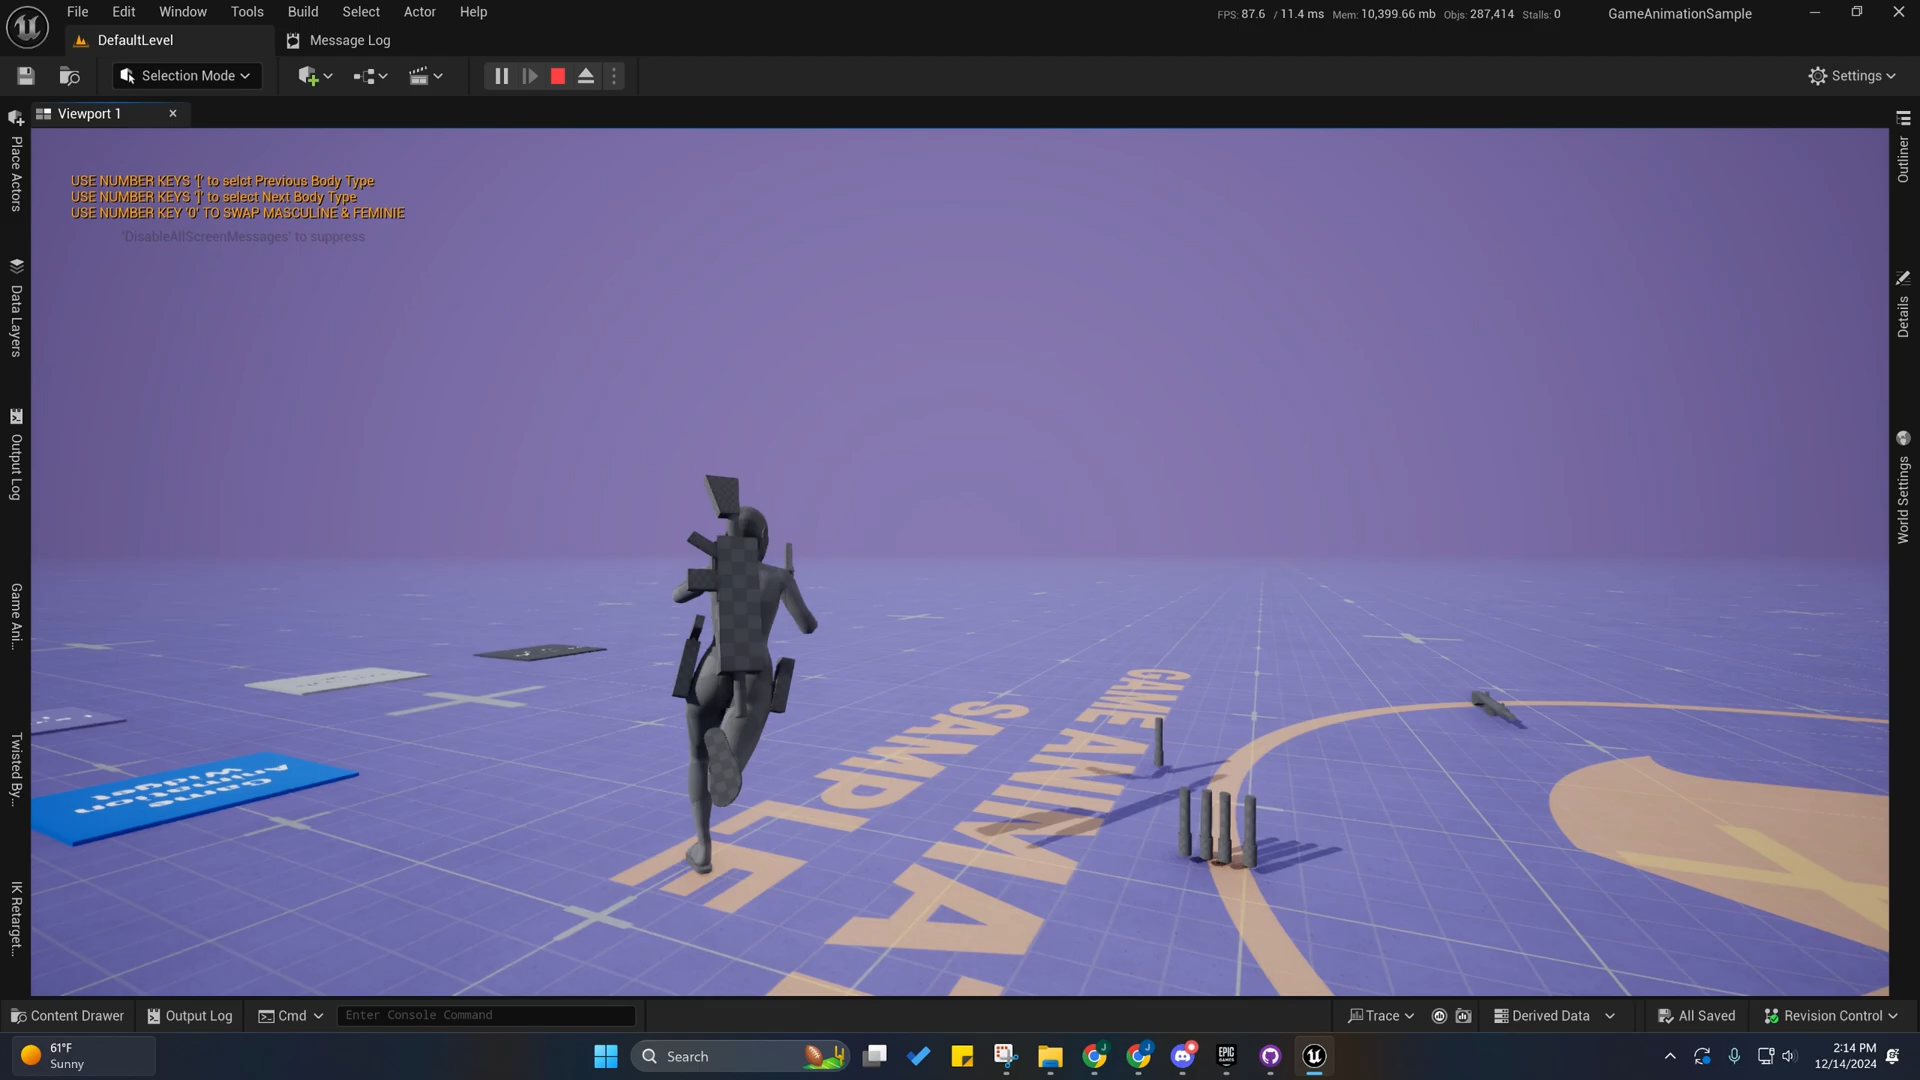 File Edit Window Tools Build Select Actor Help
FPS: 87.6 / 11.4 ms Mem: 10,399.66 mb Objs: 287,414 Stalls: 0
GameAnimationSample
DefaultLevel
Message Log
Selection Mode
Settings
Viewport 1
Place Actors
Data Layers
Output Log
Game Ani...
Twisted By...
IK Retarget...
USE NUMBER KEYS '[' to selct Previous Body Type
USE NUMBER KEYS ']' to select Next Body Type
USE NUMBER KEY '0' TO SWAP MASCULINE & FEMINIE
'DisableAllScreenMessages' to suppress
GAME ANIMA
SAMPLE
Game
Animation
Widget
Outliner
Details
World Settings
Content Drawer
Output Log
Cmd
Enter Console Command
Trace
Derived Data
All Saved
Revision Control
61°F
Sunny
Search
EPIC
GAMES
2:14 PM
12/14/2024